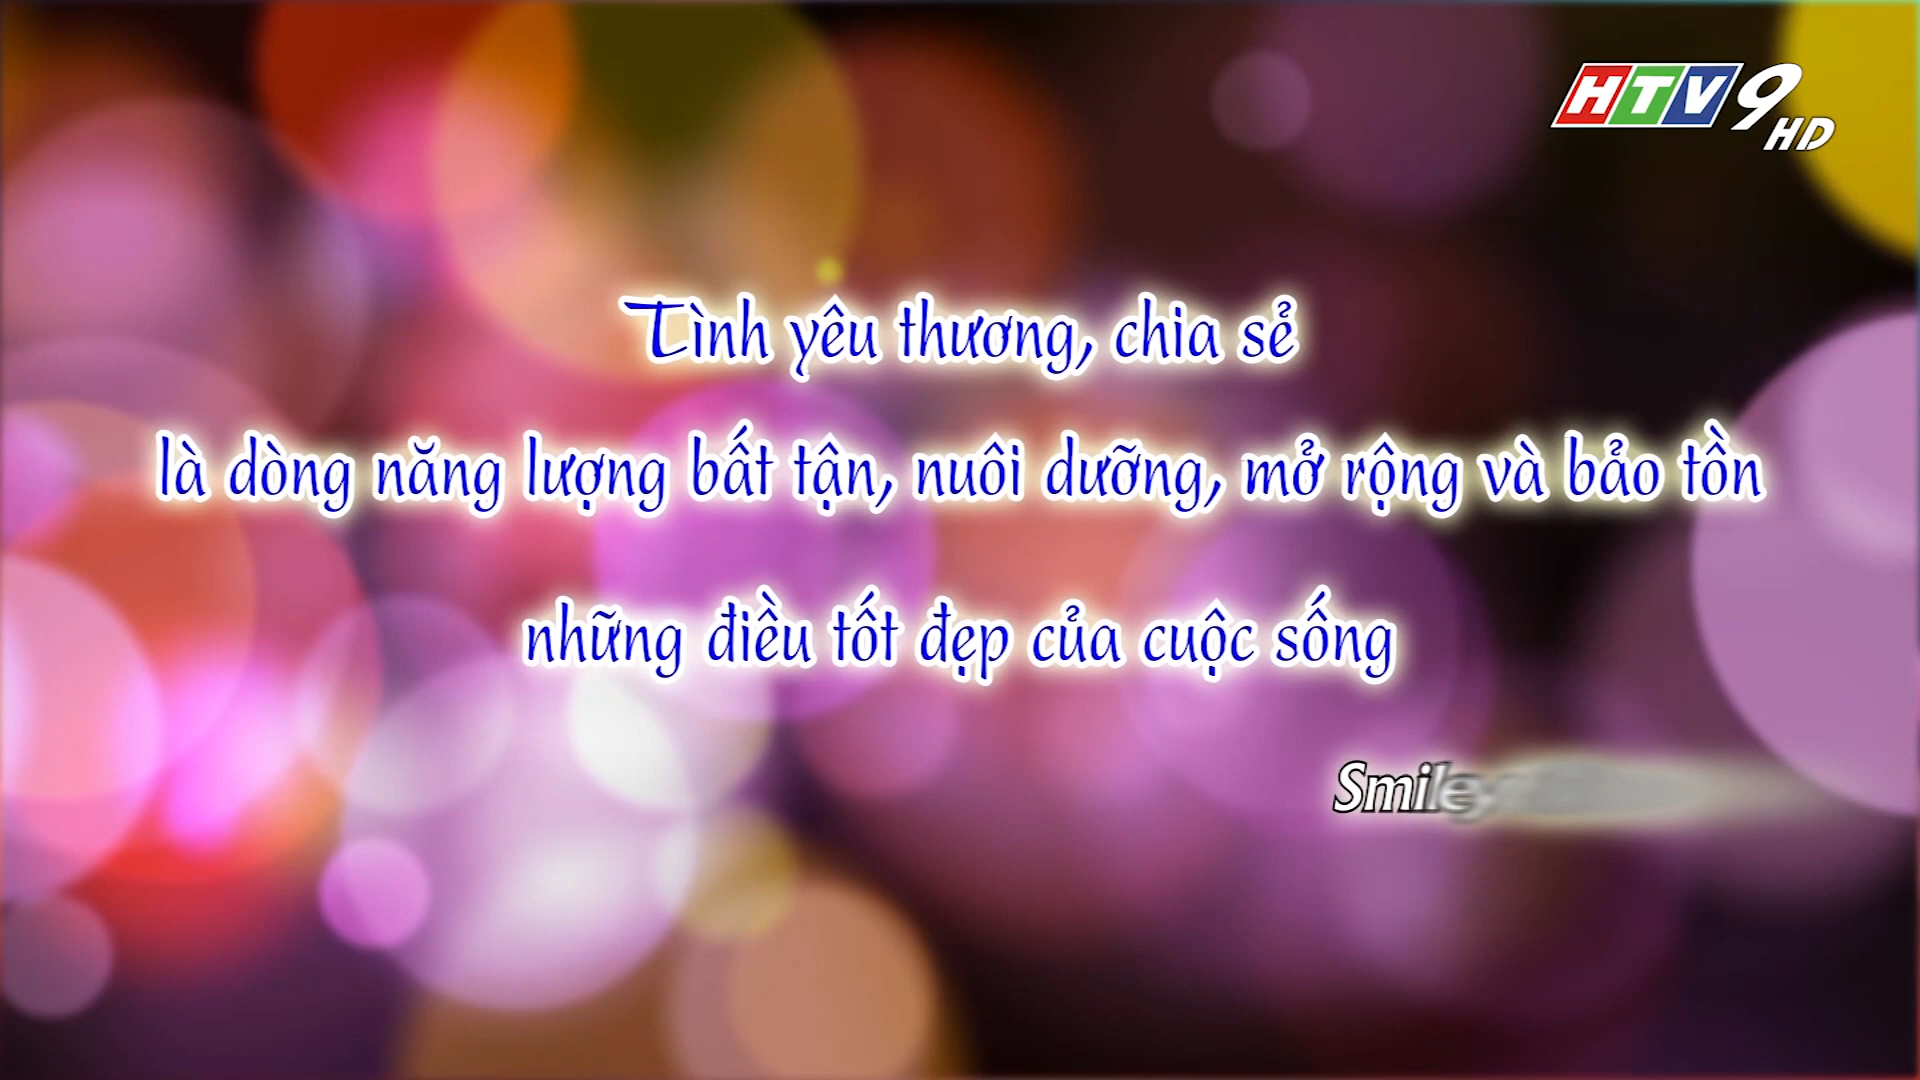 HTV9
HD
Tình yêu thương, chia sẻ
là dòng năng lượng bất tận, nuôi dưỡng, mở rộng và bảo tồn
những điều tốt đẹp của cuộc sống